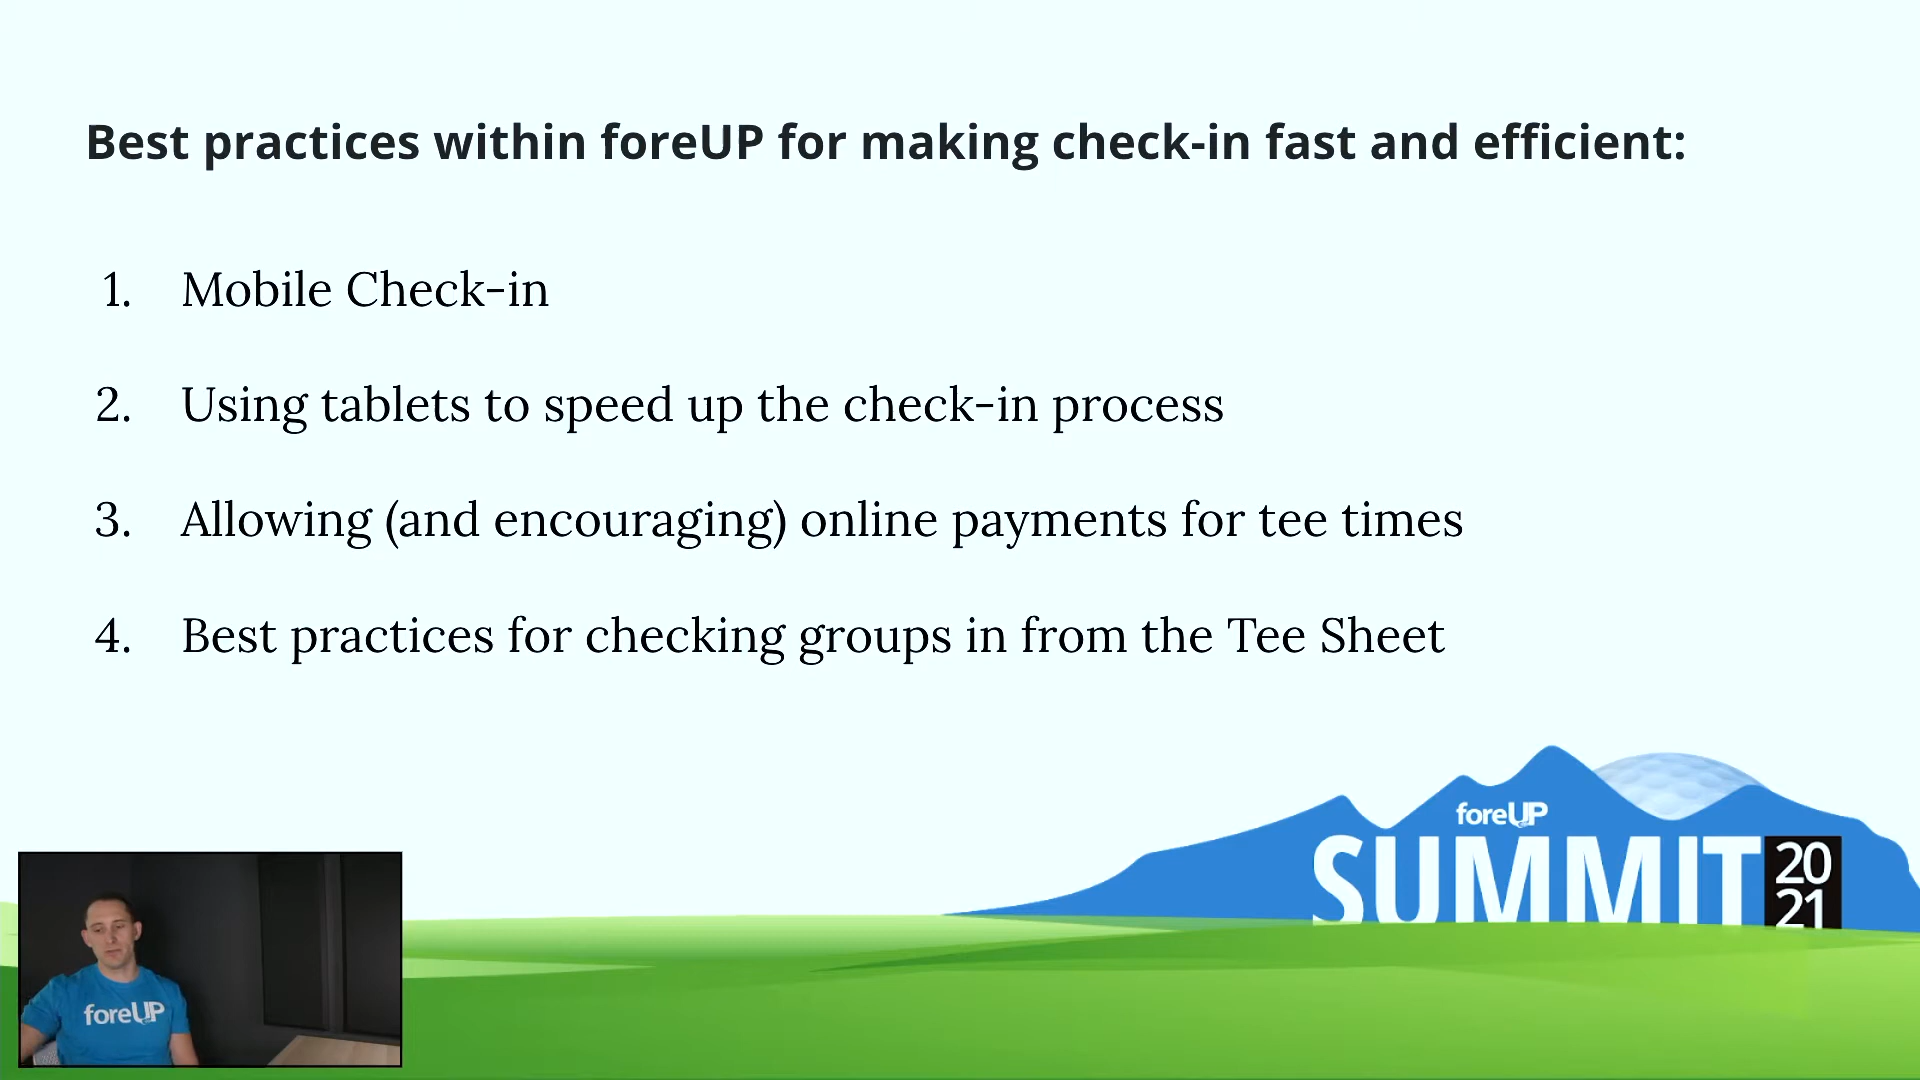 Best practices within foreUP for making check-in fast and efficient:
1. Mobile Check-in
2. Using tablets to speed up the check-in process
3. Allowing (and encouraging) online payments for tee times
4. Best practices for checking groups in from the Tee Sheet
foreUP
SUMMIT 20
21
foreUP